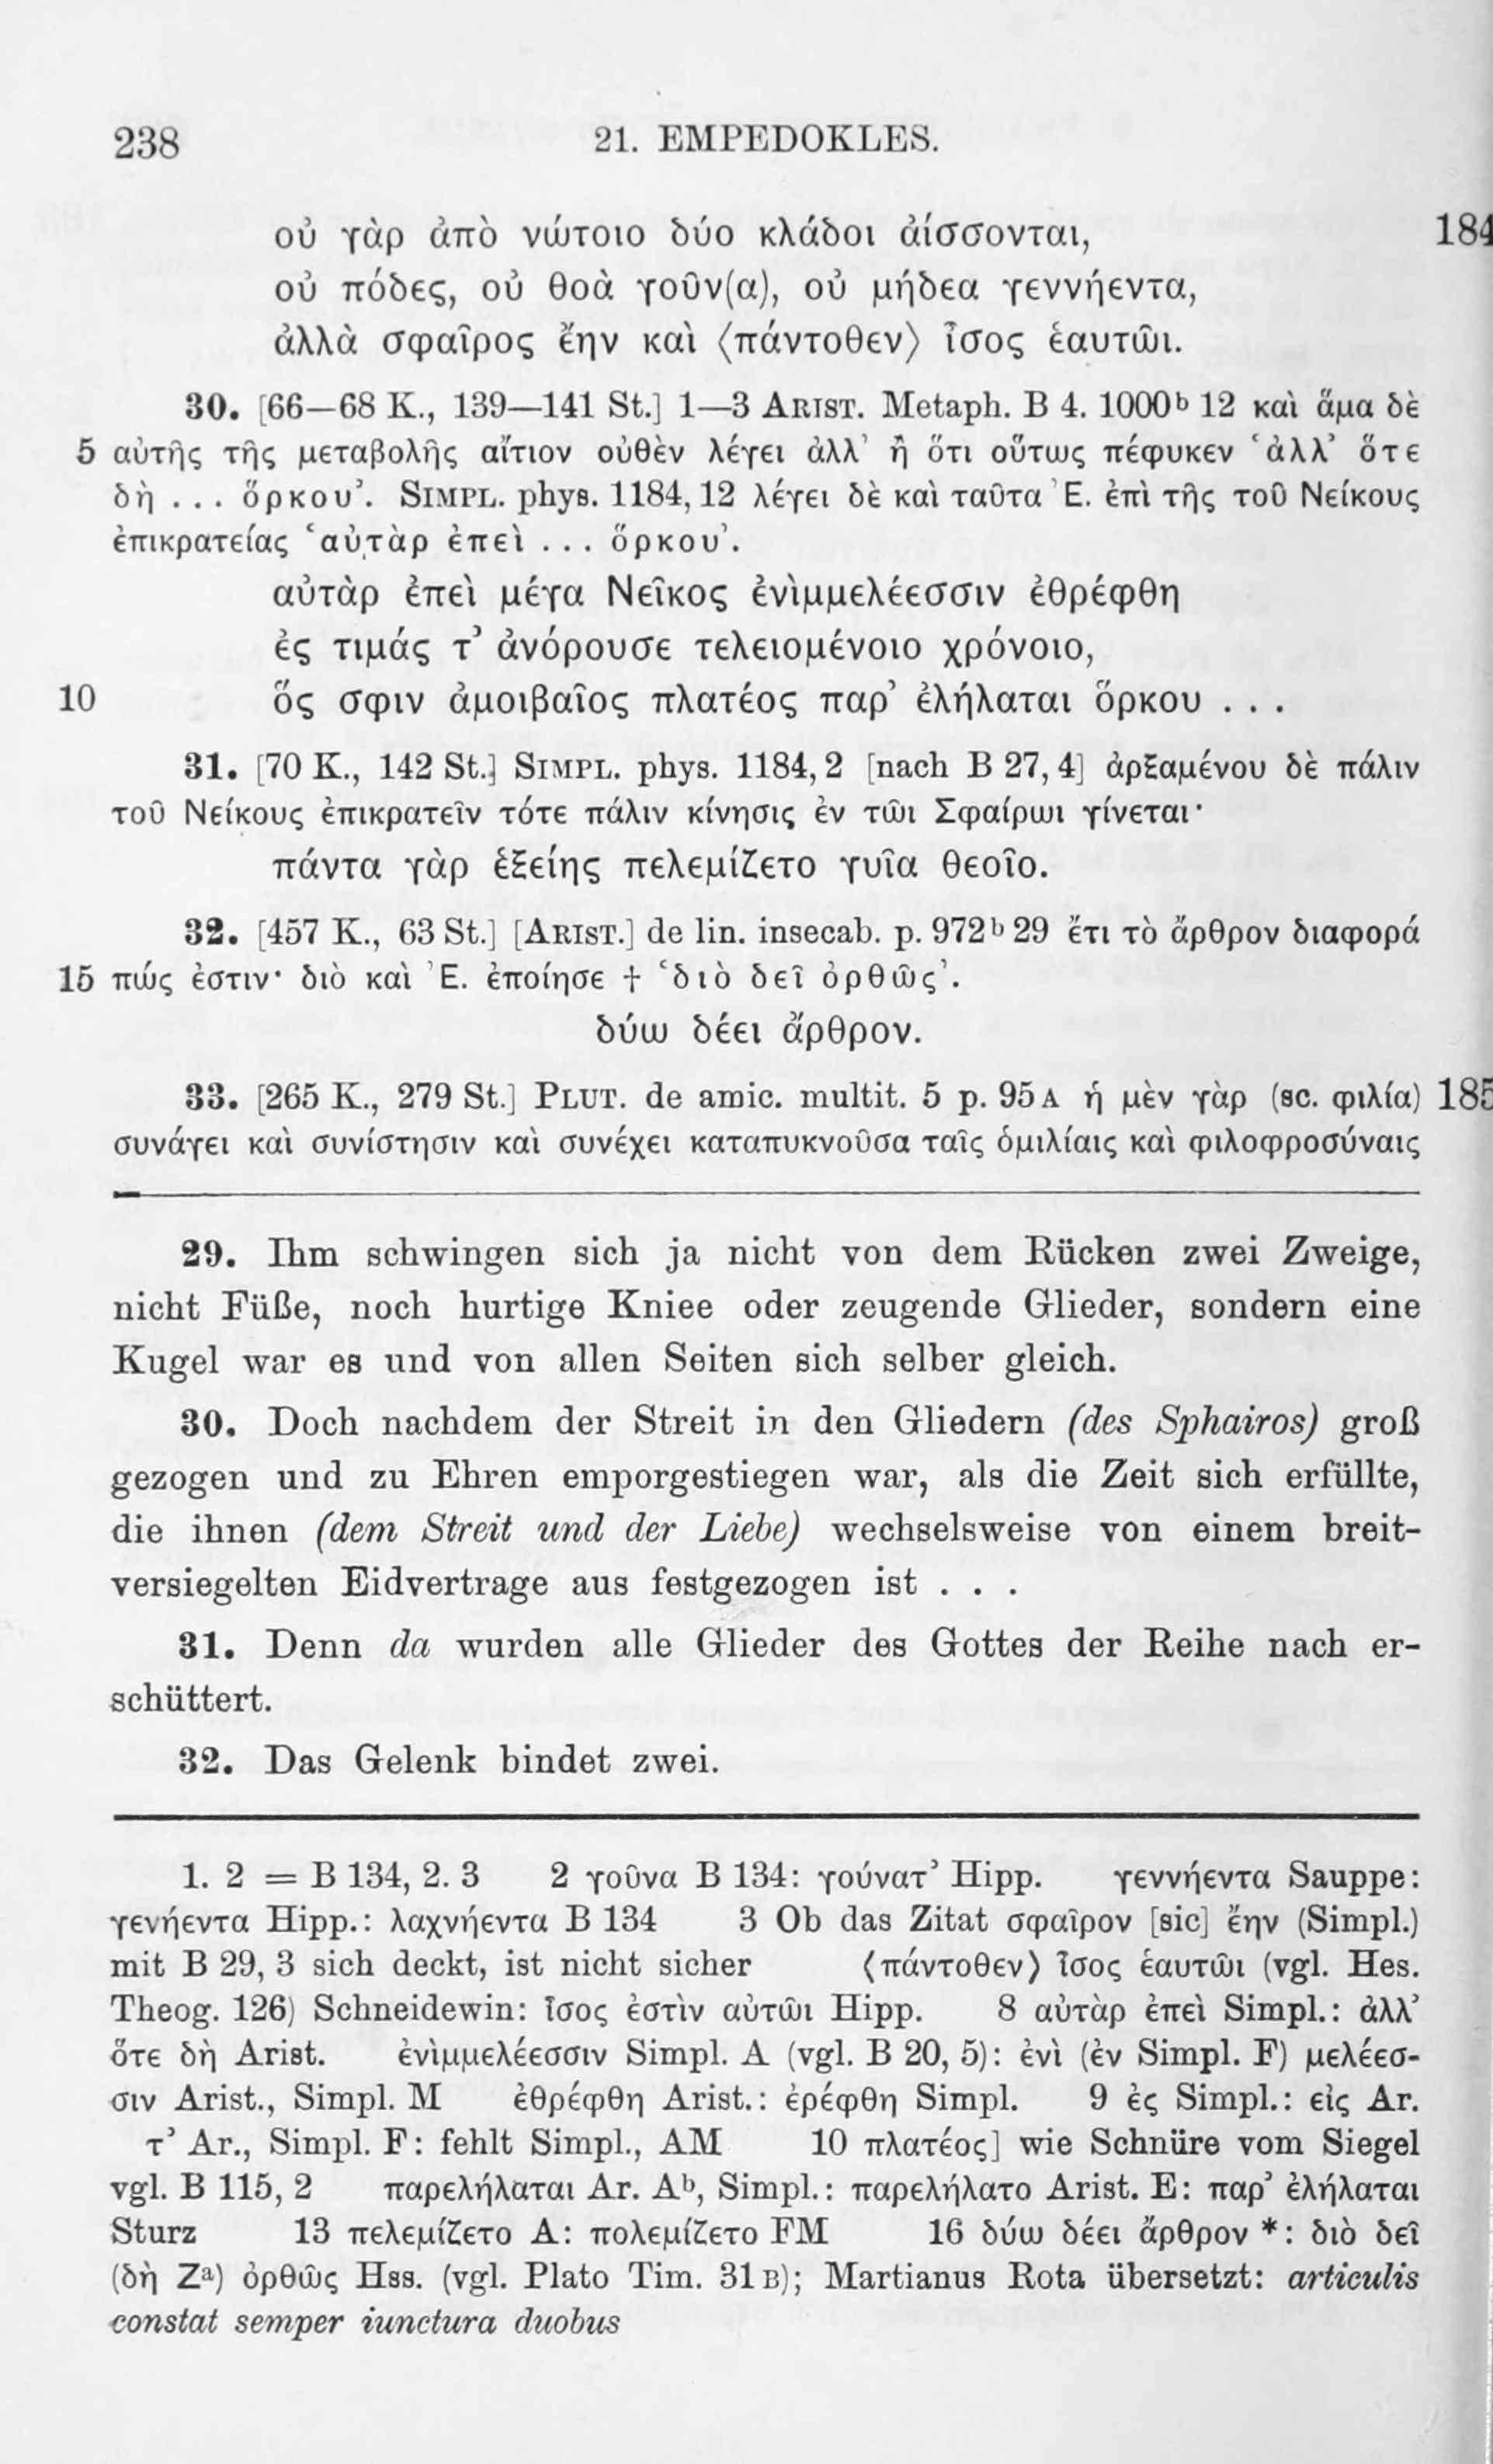 238 21. EMPEDOKLES.
οὐ γὰρ ἀπὸ νώτοιο δύο κλάδοι ἀίσσονται, 184
οὐ πόδες, οὐ θοὰ γοῦν(α), οὐ μήδεα γεννήεντα,
ἀλλὰ σφαῖρος ἔην καὶ ⟨πάντοθεν⟩ ἶσος ἑαυτῶι.
30. [66—68 K., 139—141 St.] 1—3 ARIST. Metaph. B 4. 1000ᵇ 12 καὶ ἅμα δὲ
5 αὐτῆς τῆς μεταβολῆς αἴτιον οὐθὲν λέγει ἀλλ' ἢ ὅτι οὕτως πέφυκεν ‘ἀλλ' ὅτε
δὴ ... ὅρκου’. SIMPL. phys. 1184, 12 λέγει δὲ καὶ ταῦτα Ἐ. ἐπὶ τῆς τοῦ Νείκους
ἐπικρατείας ‘αὐτὰρ ἐπεὶ ... ὅρκου’.
αὐτὰρ ἐπεὶ μέγα Νεῖκος ἐνὶμμελέεσσιν ἐθρέφθη
ἐς τιμάς τ' ἀνόρουσε τελειομένοιο χρόνοιο,
10 ὅς σφιν ἀμοιβαῖος πλατέος παρ' ἐλήλαται ὅρκου ...
31. [70 K., 142 St.] SIMPL. phys. 1184, 2 [nach B 27, 4] ἀρξαμένου δὲ πάλιν
τοῦ Νείκους ἐπικρατεῖν τότε πάλιν κίνησις ἐν τῶι Σφαίρωι γίνεται·
πάντα γὰρ ἑξείης πελεμίζετο γυῖα θεοῖο.
32. [457 K., 63 St.] [ARIST.] de lin. insecab. p. 972ᵇ 29 ἔτι τὸ ἄρθρον διαφορά
15 πώς ἐστιν· διὸ καὶ Ἐ. ἐποίησε † ‘διὸ δεῖ ὀρθῶς’.
δύω δέει ἄρθρον.
33. [265 K., 279 St.] PLUT. de amic. multit. 5 p. 95 A ἡ μὲν γὰρ (sc. φιλία) 185
συνάγει καὶ συνίστησιν καὶ συνέχει καταπυκνοῦσα ταῖς ὁμιλίαις καὶ φιλοφροσύναις
29. Ihm schwingen sich ja nicht von dem Rücken zwei Zweige,
nicht Füße, noch hurtige Kniee oder zeugende Glieder, sondern eine
Kugel war es und von allen Seiten sich selber gleich.
30. Doch nachdem der Streit in den Gliedern (des Sphairos) groß
gezogen und zu Ehren emporgestiegen war, als die Zeit sich erfüllte,
die ihnen (dem Streit und der Liebe) wechselsweise von einem breit-
versiegelten Eidvertrage aus festgezogen ist . . .
31. Denn da wurden alle Glieder des Gottes der Reihe nach er-
schüttert.
32. Das Gelenk bindet zwei.
1. 2 = B 134, 2. 3 2 γοῦνα B 134: γούνατ' Hipp. γεννήεντα Sauppe:
γενήεντα Hipp.: λαχνήεντα B 134 3 Ob das Zitat σφαῖρον [sic] ἔην (Simpl.)
mit B 29, 3 sich deckt, ist nicht sicher ⟨πάντοθεν⟩ ἶσος ἑαυτῶι (vgl. Hes.
Theog. 126) Schneidewin: ἶσος ἐστὶν αὐτῶι Hipp. 8 αὐτὰρ ἐπεὶ Simpl.: ἀλλ'
ὅτε δὴ Arist. ἐνὶμμελέεσσιν Simpl. A (vgl. B 20, 5): ἐνὶ (ἐν Simpl. F) μελέεσ-
σιν Arist., Simpl. M ἐθρέφθη Arist.: ἐρέφθη Simpl. 9 ἐς Simpl.: εἰς Ar.
τ' Ar., Simpl. F: fehlt Simpl., AM 10 πλατέος] wie Schnüre vom Siegel
vgl. B 115, 2 παρελήλαται Ar. Aᵇ, Simpl.: παρελήλατο Arist. E: παρ' ἐλήλαται
Sturz 13 πελεμίζετο A: πολεμίζετο FM 16 δύω δέει ἄρθρον *: διὸ δεῖ
(δὴ Zᵃ) ὀρθῶς Hss. (vgl. Plato Tim. 31 B); Martianus Rota übersetzt: articulis
constat semper iunctura duobus